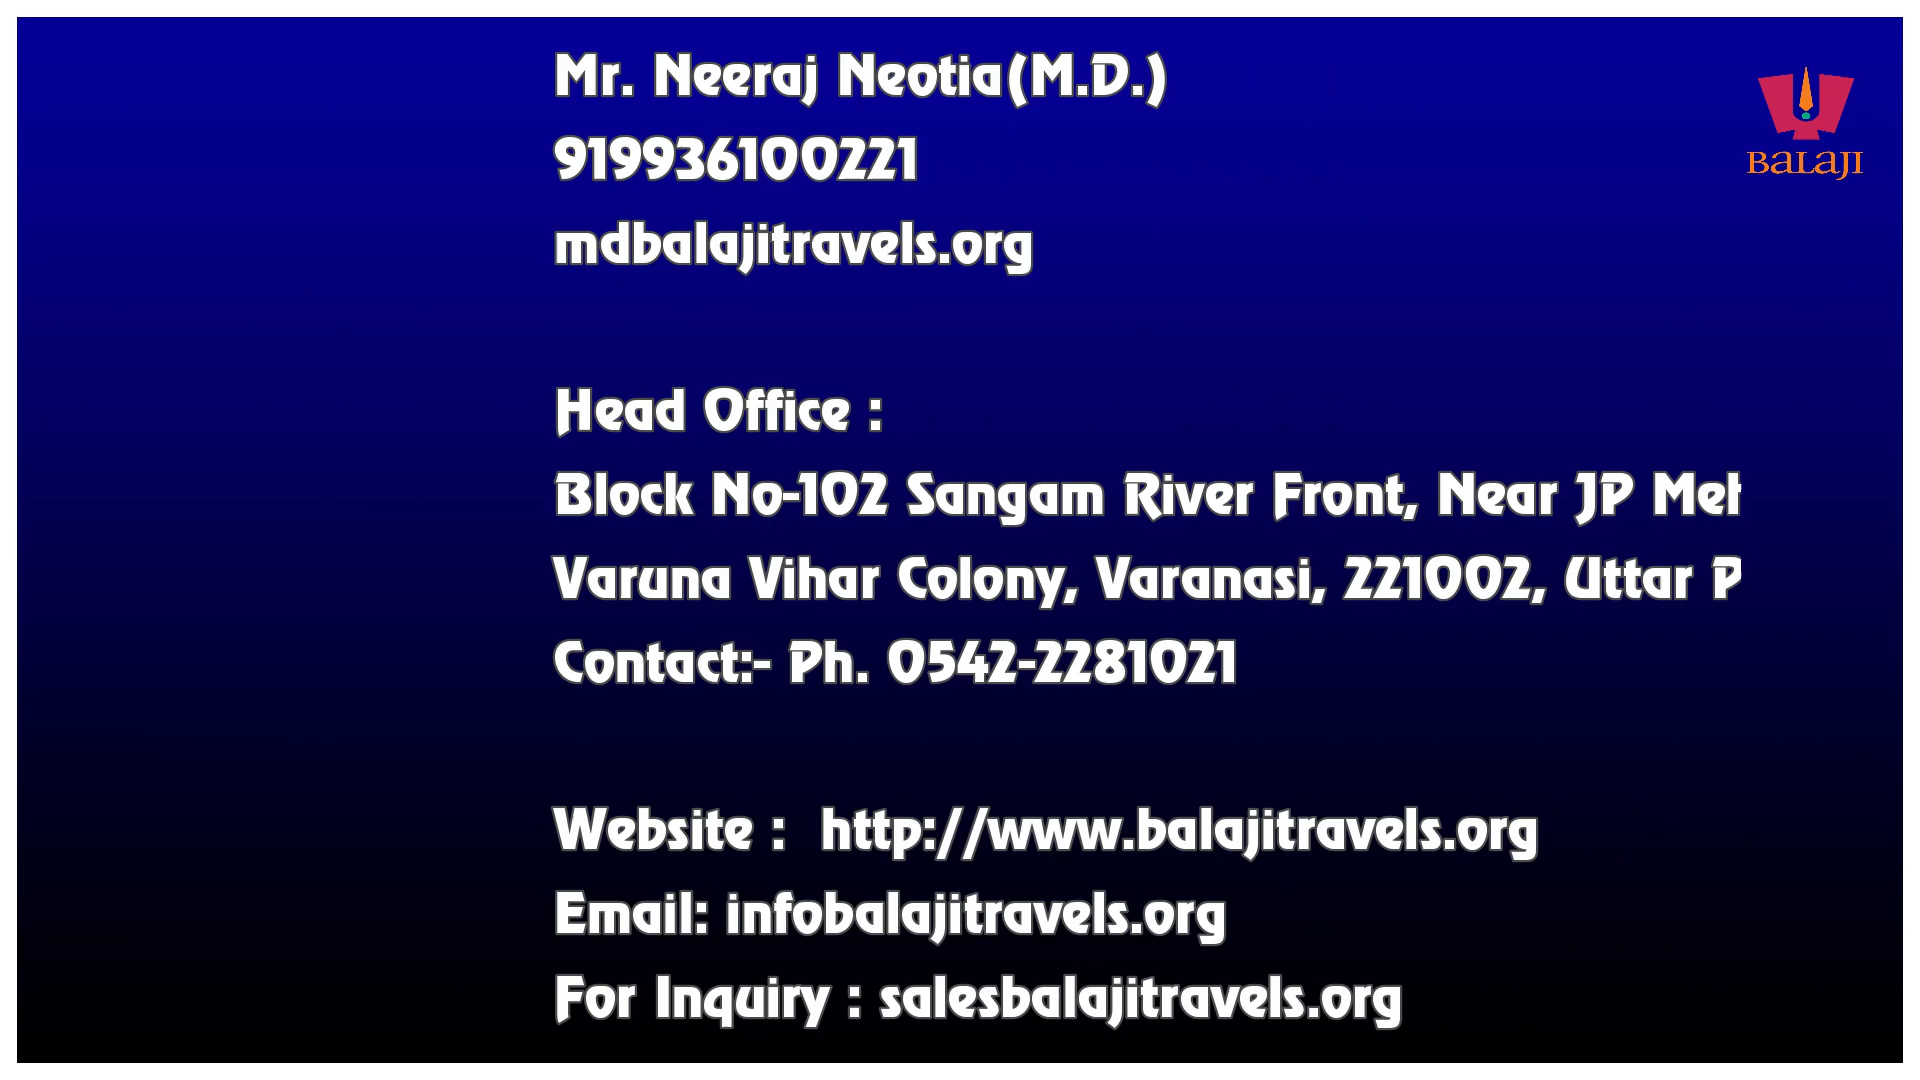 Mr. Neeraj Neotia(M.D.)
BALAJI
919936100221
mdbalajitravels.org
Head Office :
Block No-102 Sangam River Front, Near JP
Varuna Vihar Colony, Varanasi, 221002, Uttar
Contact:- Ph. 0542-2281021
Website : http://www.balajitravels.org
Email: infobalajitravels.org
For Inquiry : salesbalajitravels.org